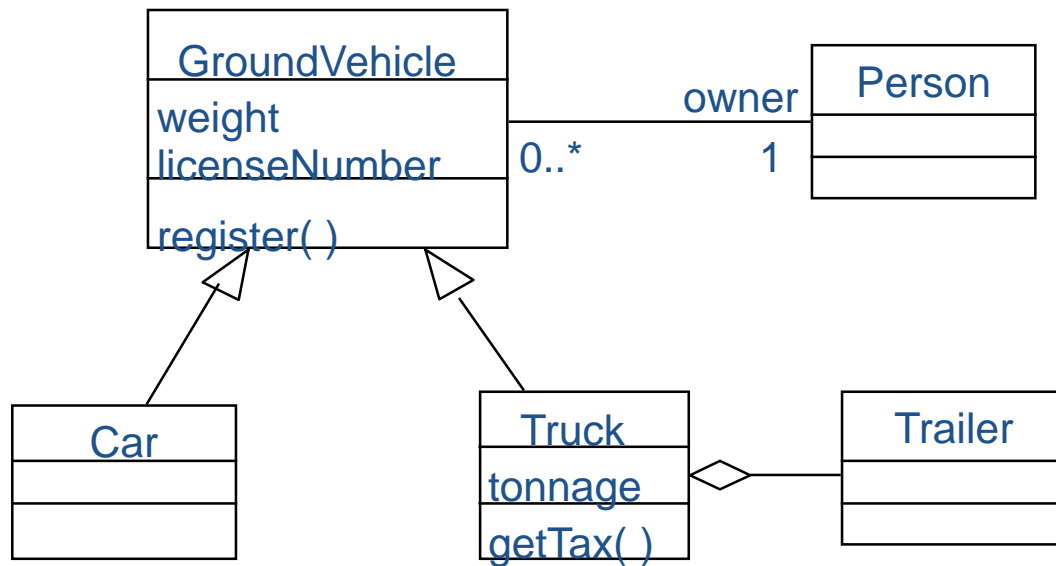 GroundVehicle
weight
licenseNumber
register( )
owner
0..*
1
Person
Car
Truck
tonnage
getTax( )
Trailer